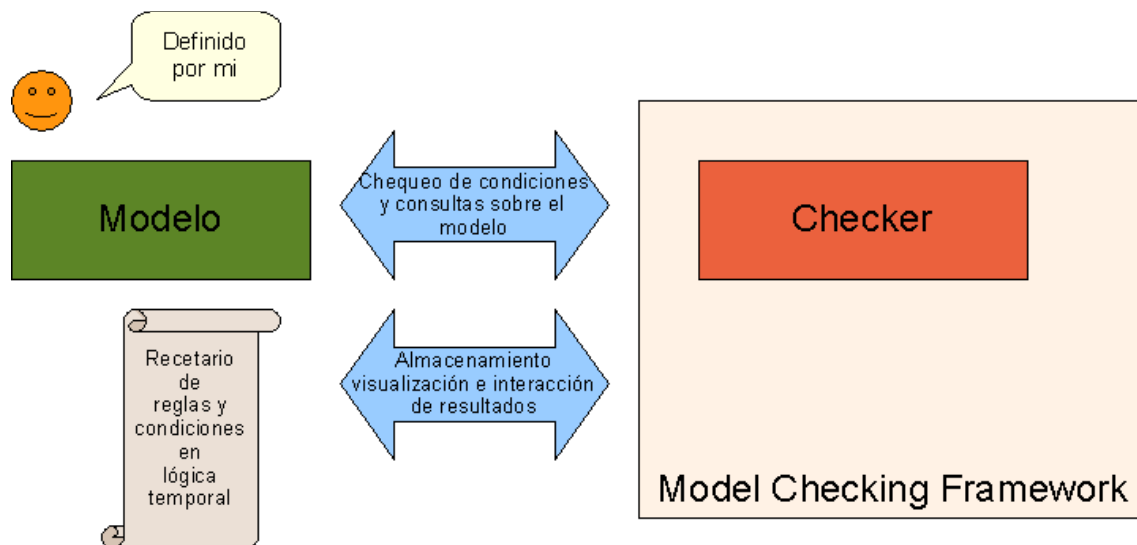 Definido
por mi
Modelo
Chequeo de condiciones
y consultas sobre el
modelo
Checker
Recetario
de
reglas y
condiciones
en
lógica
temporal
Almacenamiento
visualización e interacción
de resultados
Model Checking Framework